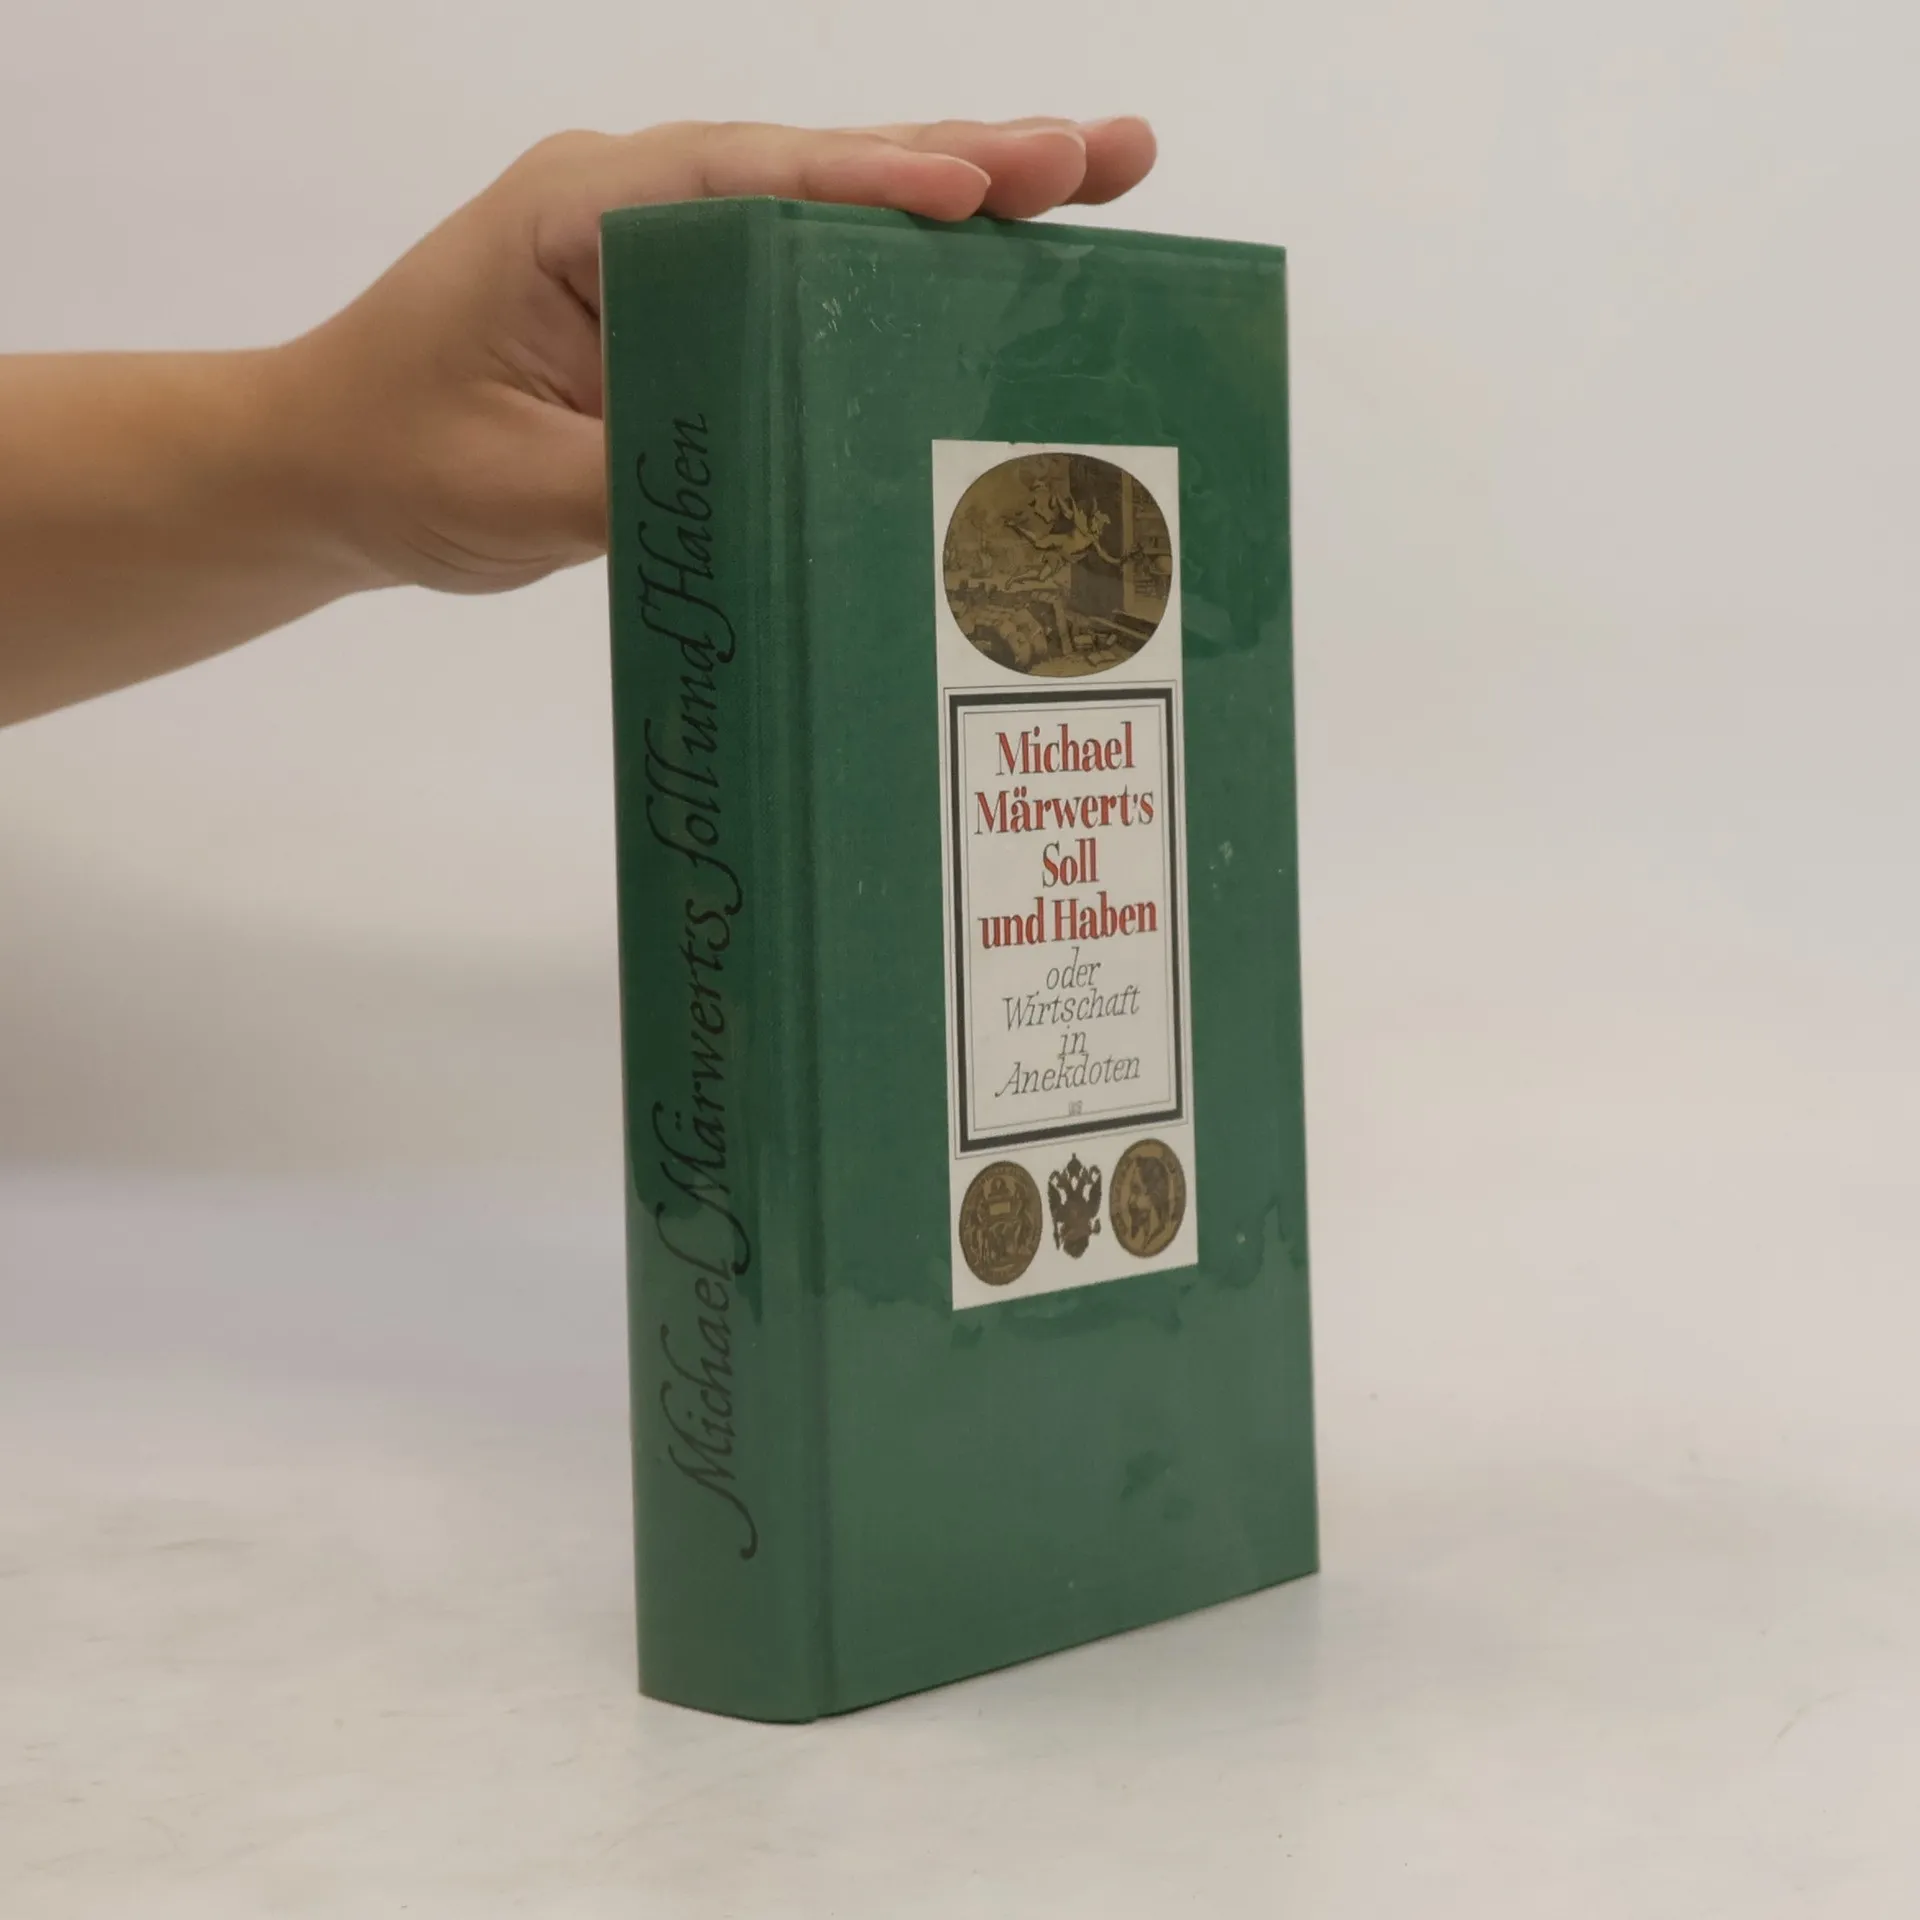 Michael Märwert's Soll und Haben
Michael
Märwert's
Soll
und Haben
oder
Wirtschaft
in
Anekdoten